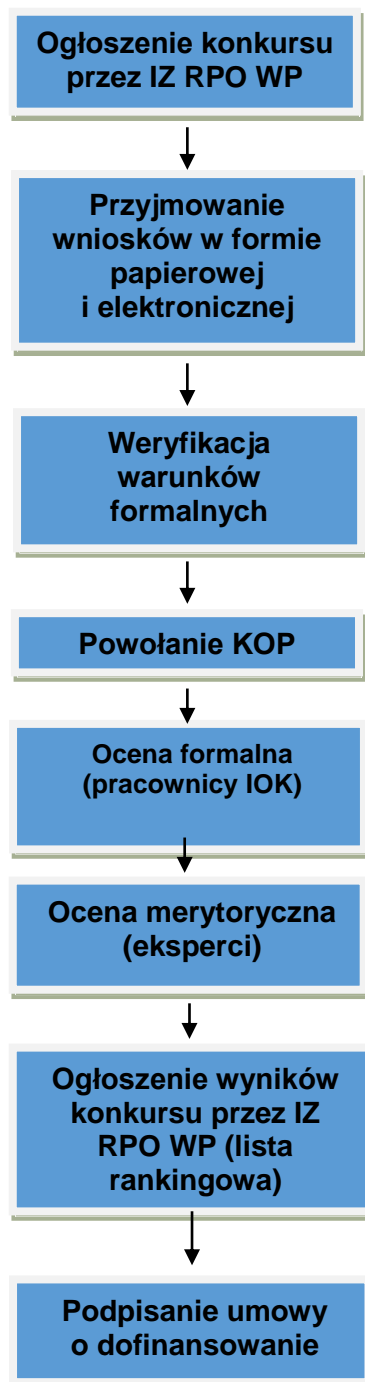 Ogłoszenie konkursu
przez IZ RPO WP
Przyjmowanie
wniosków w formie
papierowej
i elektronicznej
Weryfikacja
warunków
formalnych
Powołanie KOP
Ocena formalna
(pracownicy IOK)
Ocena merytoryczna
(eksperci)
Ogłoszenie wyników
konkursu przez IZ
RPO WP (lista
rankingowa)
Podpisanie umowy
o dofinansowanie